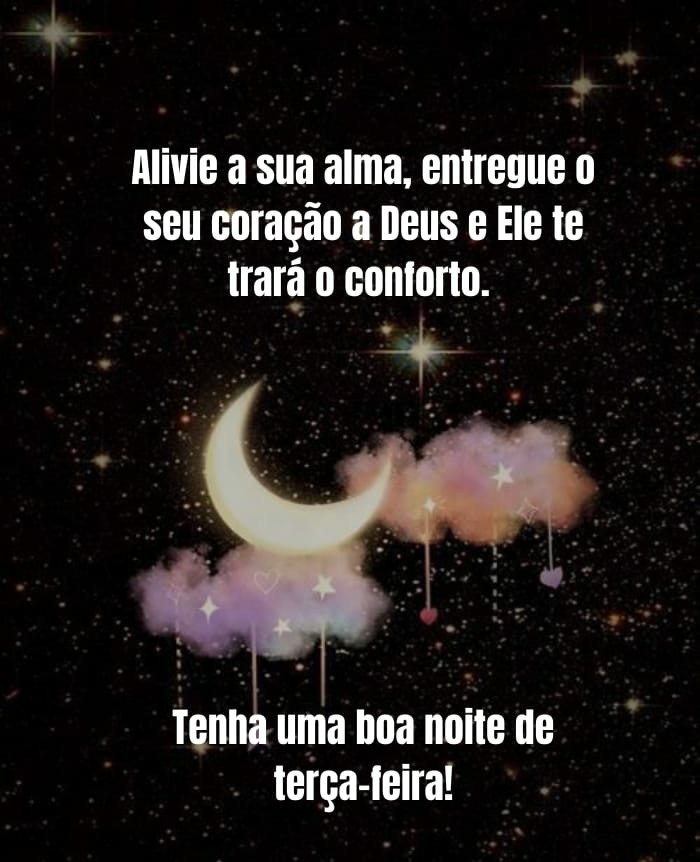 Alivie a sua alma, entregue o
seu coração a Deus e Ele te
trará o conforto.
Tenha uma boa noite de
terça-feira!